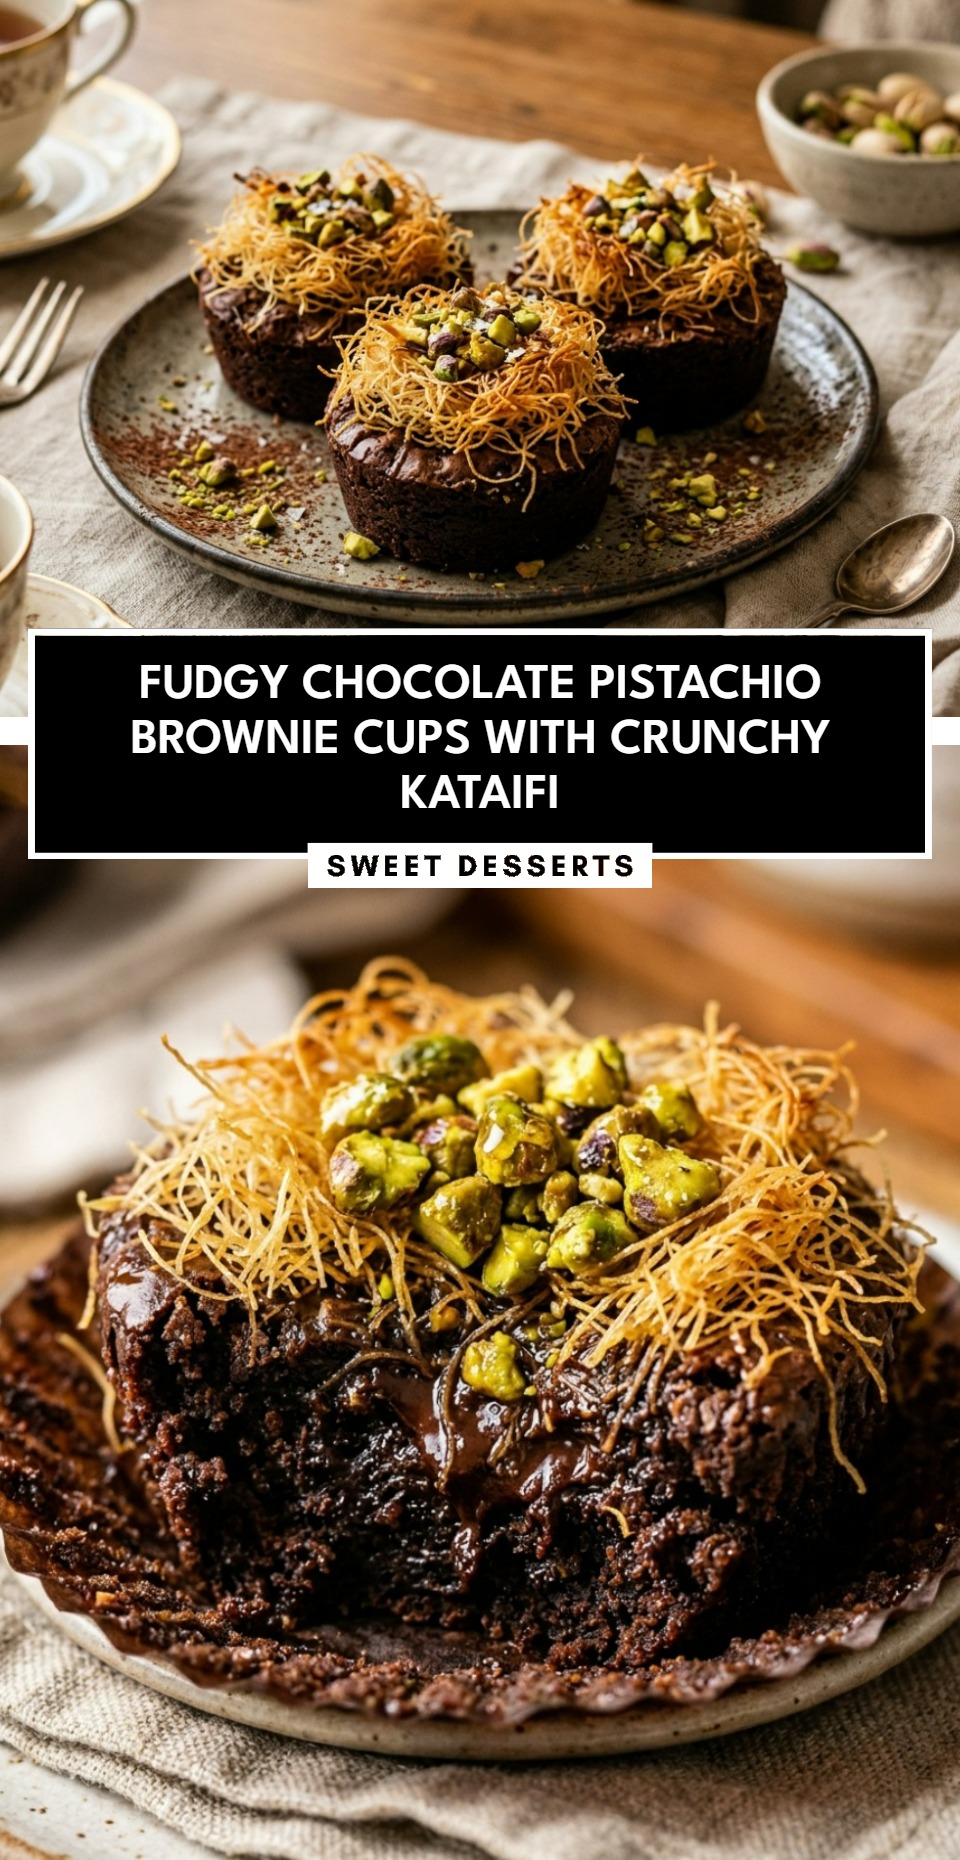 FUDGY CHOCOLATE PISTACHIO
BROWNIE CUPS WITH CRUNCHY
KATAIFI
SWEET DESSERTS